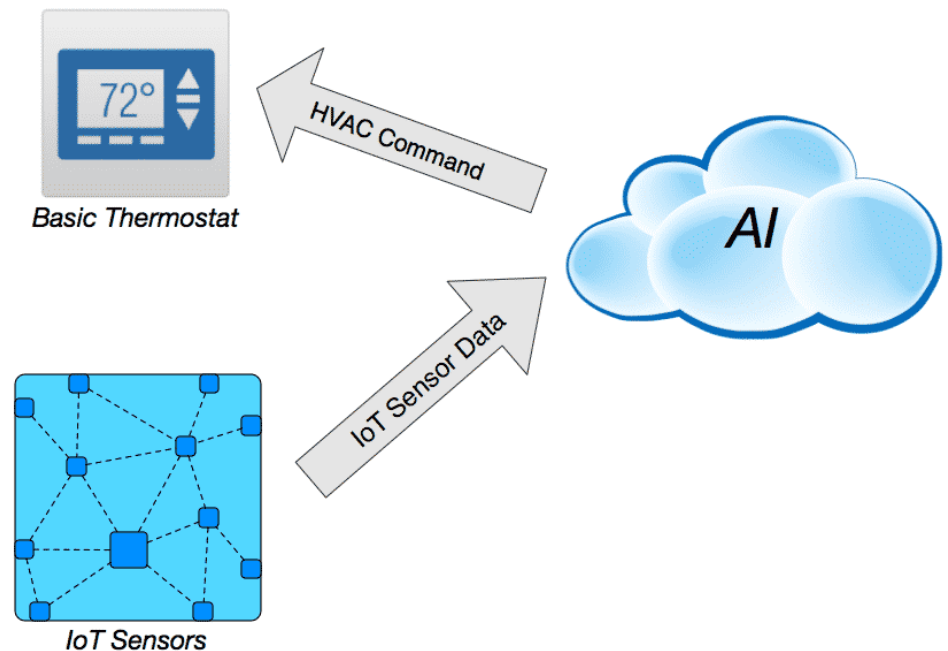 72°
HVAC Command
Basic Thermostat
AI
IoT Sensor Data
IoT Sensors